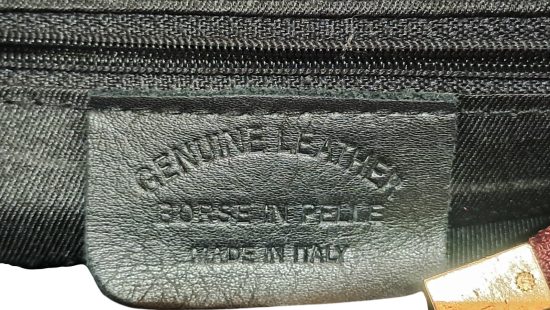 GENUINE LEATHER
BORSE IN PELLE
MADE IN ITALY